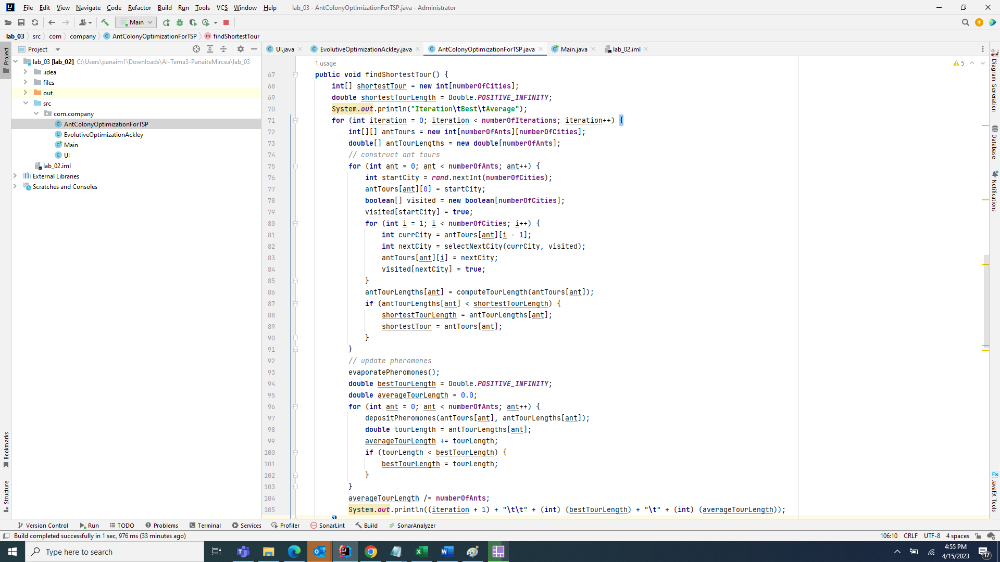 File Edit View Navigate Code Refactor Build Run Tools VCS Window Help lab_03 - AntColonyOptimizationForTSP.java - Administrator
Main
lab_03 src com company AntColonyOptimizationForTSP findShortestTour
Project
UI.java EvolutiveOptimizationAckley.java AntColonyOptimizationForTSP.java Main.java lab_02.iml
Project
lab_03 [lab_02] C:\Users\panaim1\Downloads\AI-Tema3-PanaiteMircea\lab_03
.idea
files
out
src
com.company
AntColonyOptimizationForTSP
EvolutiveOptimizationAckley
Main
UI
lab_02.iml
External Libraries
Scratches and Consoles
Bookmarks
Structure
1 usage
5
67 public void findShortestTour() {
68 int[] shortestTour = new int[numberOfCities];
69 double shortestTourLength = Double.POSITIVE_INFINITY;
70 System.out.println("Iteration\tBest\tAverage");
71 for (int iteration = 0; iteration < numberOfIterations; iteration++) {
72 int[][] antTours = new int[numberOfAnts][numberOfCities];
73 double[] antTourLengths = new double[numberOfAnts];
74 // construct ant tours
75 for (int ant = 0; ant < numberOfAnts; ant++) {
76 int startCity = rand.nextInt(numberOfCities);
77 antTours[ant][0] = startCity;
78 boolean[] visited = new boolean[numberOfCities];
79 visited[startCity] = true;
80 for (int i = 1; i < numberOfCities; i++) {
81 int currCity = antTours[ant][i - 1];
82 int nextCity = selectNextCity(currCity, visited);
83 antTours[ant][i] = nextCity;
84 visited[nextCity] = true;
85 }
86 antTourLengths[ant] = computeTourLength(antTours[ant]);
87 if (antTourLengths[ant] < shortestTourLength) {
88 shortestTourLength = antTourLengths[ant];
89 shortestTour = antTours[ant];
90 }
91 }
92 // update pheromones
93 evaporatePheromones();
94 double bestTourLength = Double.POSITIVE_INFINITY;
95 double averageTourLength = 0.0;
96 for (int ant = 0; ant < numberOfAnts; ant++) {
97 depositPheromones(antTours[ant], antTourLengths[ant]);
98 double tourLength = antTourLengths[ant];
99 averageTourLength += tourLength;
100 if (tourLength < bestTourLength) {
101 bestTourLength = tourLength;
102 }
103 }
104 averageTourLength /= numberOfAnts;
105 System.out.println((iteration + 1) + "\t\t" + (int) (bestTourLength) + "\t" + (int) (averageTourLength));
Diagram Generation
Database
Notifications
JavaFX Tools
Version Control Run TODO Problems Terminal Services Profiler SonarLint Build SonarAnalyzer
Build completed successfully in 1 sec, 976 ms (33 minutes ago) 106:10 CRLF UTF-8 4 spaces
Type here to search
4:55 PM
4/15/2023
17